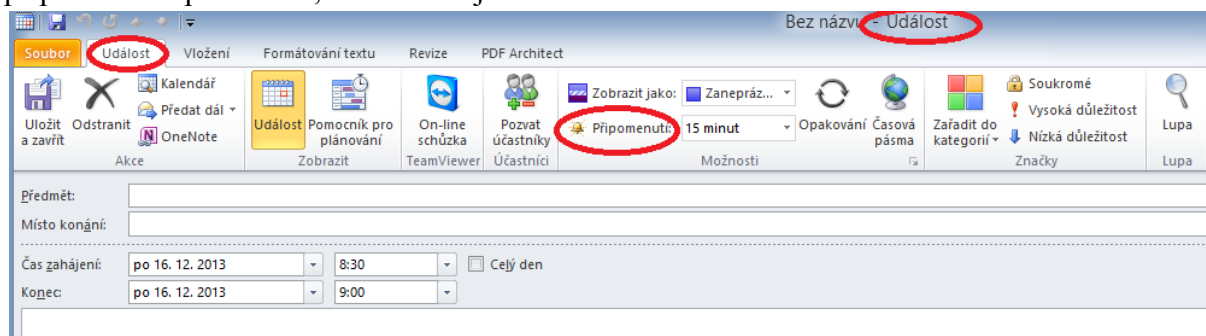 Bez názvu - Událost
Soubor Událost Vložení Formátování textu Revize PDF Architect
Uložit a zavřít
Odstranit
Kalendář
Předat dál
OneNote
Akce
Událost
Pomocník pro plánování
Zobrazit
On-line schůzka
TeamViewer
Pozvat účastníky
Účastníci
Zobrazit jako: Zanepráz...
Připomenutí: 15 minut
Opakování
Časová pásma
Možnosti
Zařadit do kategorií
Soukromé
Vysoká důležitost
Nízká důležitost
Značky
Lupa
Lupa
Předmět:
Místo konání:
Čas zahájení: po 16. 12. 2013 8:30 Celý den
Konec: po 16. 12. 2013 9:00